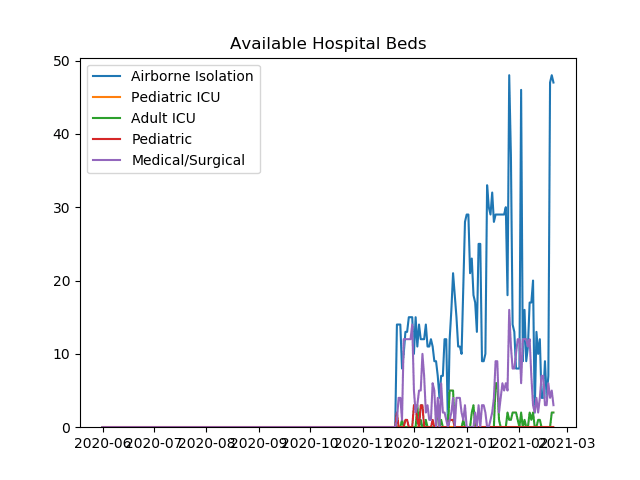 Available Hospital Beds
50
40
30
20
10
0
Airborne Isolation
Pediatric ICU
Adult ICU
Pediatric
Medical/Surgical
2020-06 2020-07 2020-08 2020-09 2020-10 2020-11 2020-12 2021-01 2021-02 2021-03